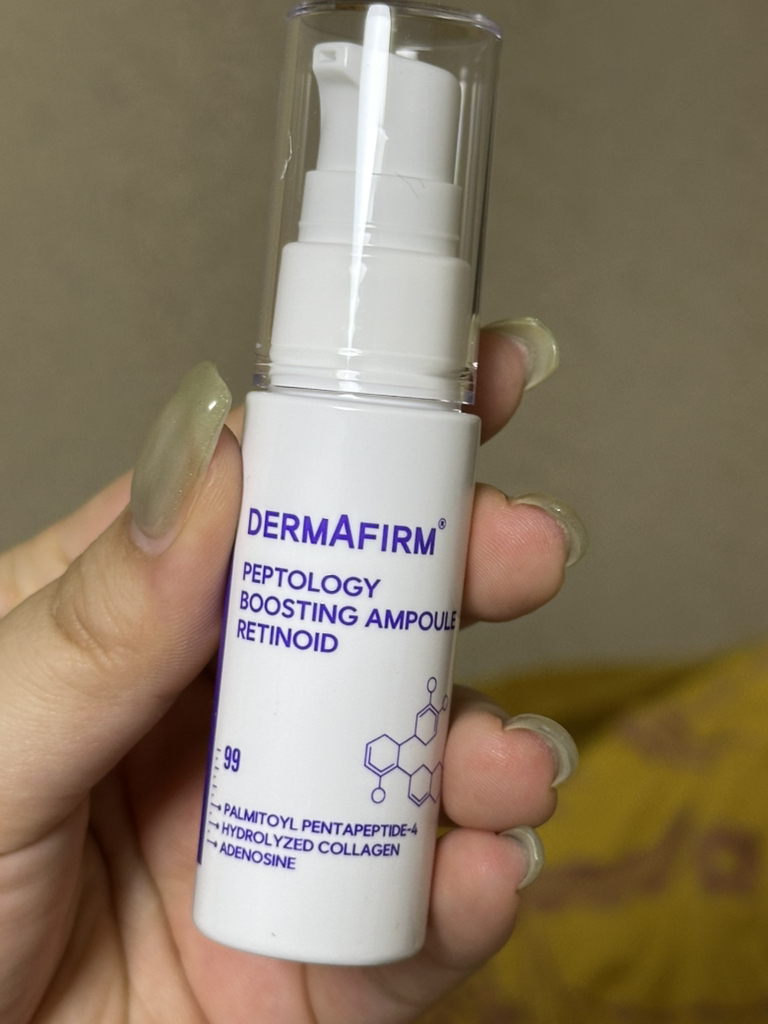 DERMAFIRM®
PEPTOLOGY
BOOSTING AMPOULE
RETINOID
99
PALMITOYL PENTAPEPTIDE-4
HYDROLYZED COLLAGEN
ADENOSINE